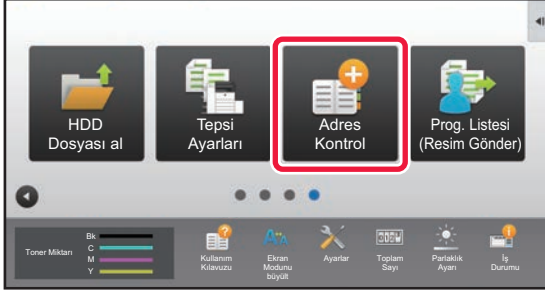 HDD
Dosyası al
Tepsi
Ayarları
Adres
Kontrol
Prog. Listesi
(Resim Gönder)
Toner Miktarı
Bk
C
M
Y
Kullanım
Kılavuzu
Ekran
Modunu
büyült
Ayarlar
Toplam
Sayı
Parlaklık
Ayarı
İş
Durumu